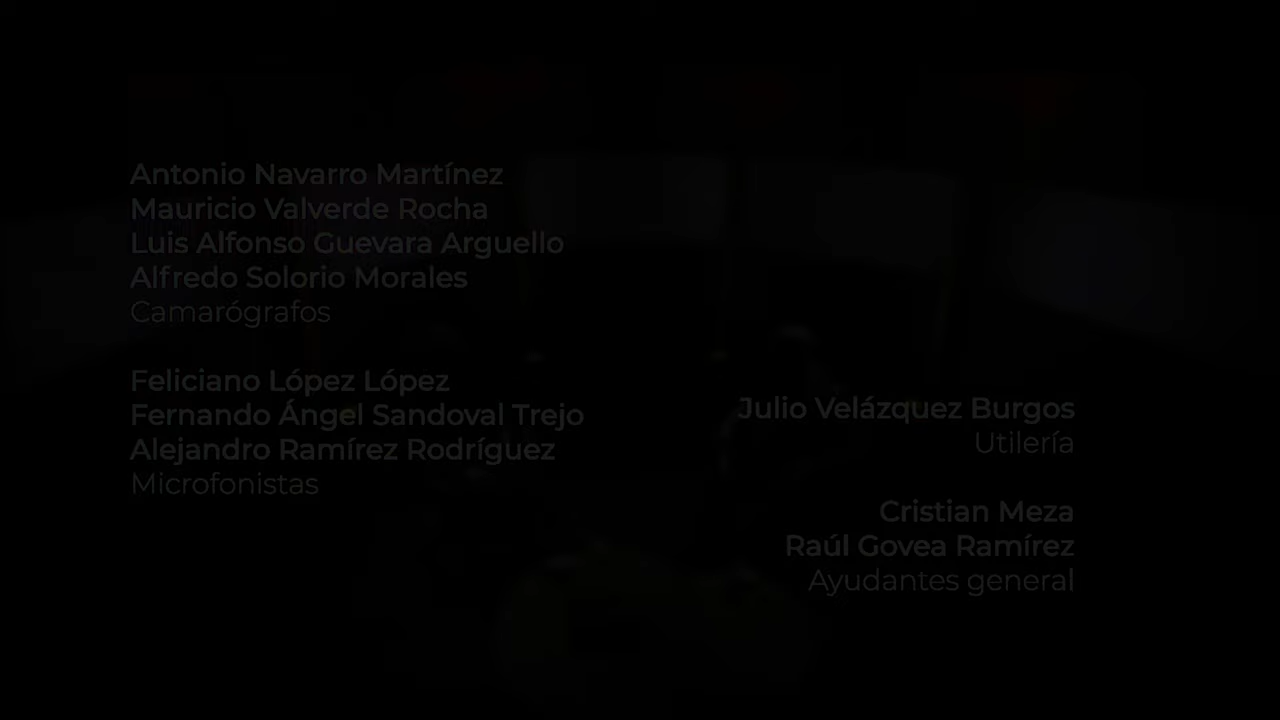 Antonio Navarro Martínez
Mauricio Valverde Rocha
Luis Alfonso Guevara Arguello
Alfredo Solorio Morales
Camarógrafos
Feliciano López López
Fernando Ángel Sandoval Trejo
Alejandro Ramírez Rodríguez
Microfonistas
Julio Velázquez Burgos
Utilería
Cristian Meza
Raúl Govea Ramírez
Ayudantes general